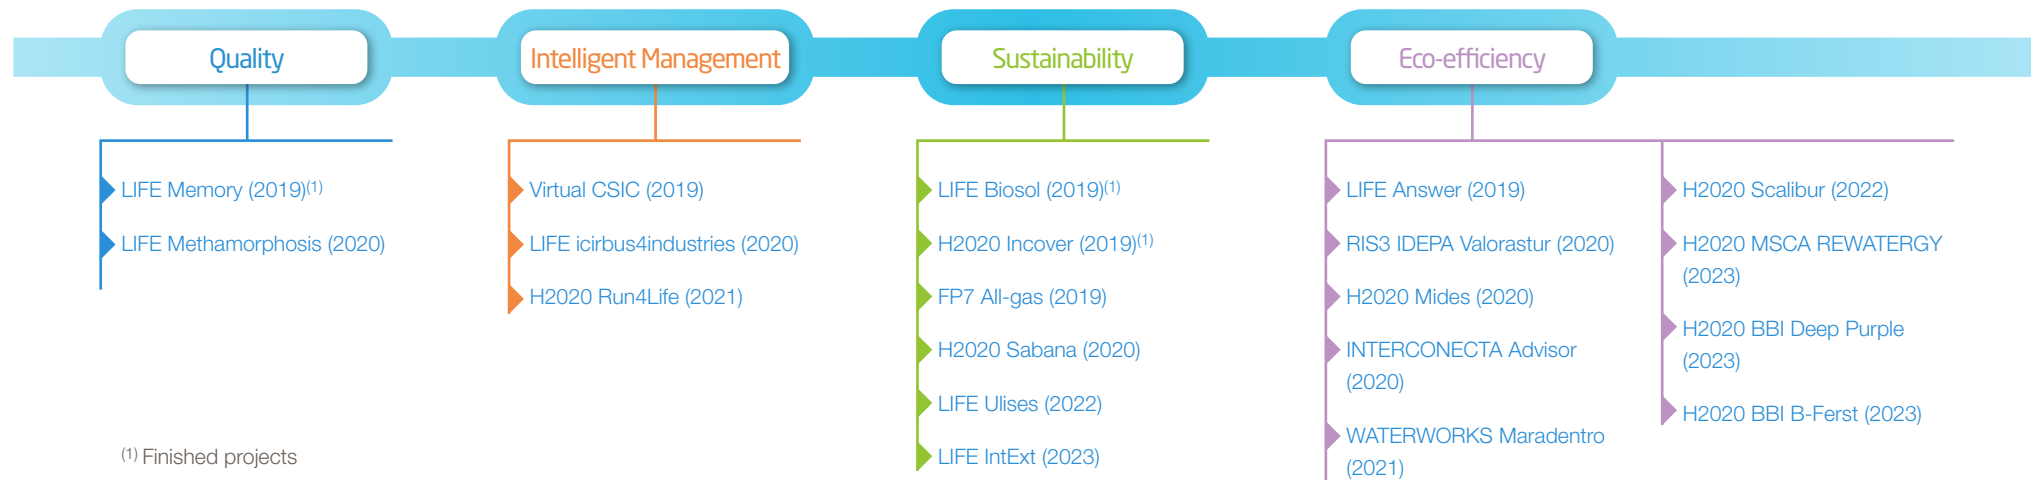 Quality
LIFE Memory (2019)(1)
LIFE Methamorphosis (2020)
Intelligent Management
Virtual CSIC (2019)
LIFE icirbus4industries (2020)
H2020 Run4Life (2021)
Sustainability
LIFE Biosol (2019)(1)
H2020 Incover (2019)(1)
FP7 All-gas (2019)
H2020 Sabana (2020)
LIFE Ulises (2022)
LIFE IntExt (2023)
Eco-efficiency
LIFE Answer (2019)
RIS3 IDEPA Valorastur (2020)
H2020 Mides (2020)
INTERCONECTA Advisor
(2020)
WATERWORKS Maradentro
(2021)
H2020 Scalibur (2022)
H2020 MSCA REWATERGY
(2023)
H2020 BBI Deep Purple
(2023)
H2020 BBI B-Ferst (2023)
(1) Finished projects